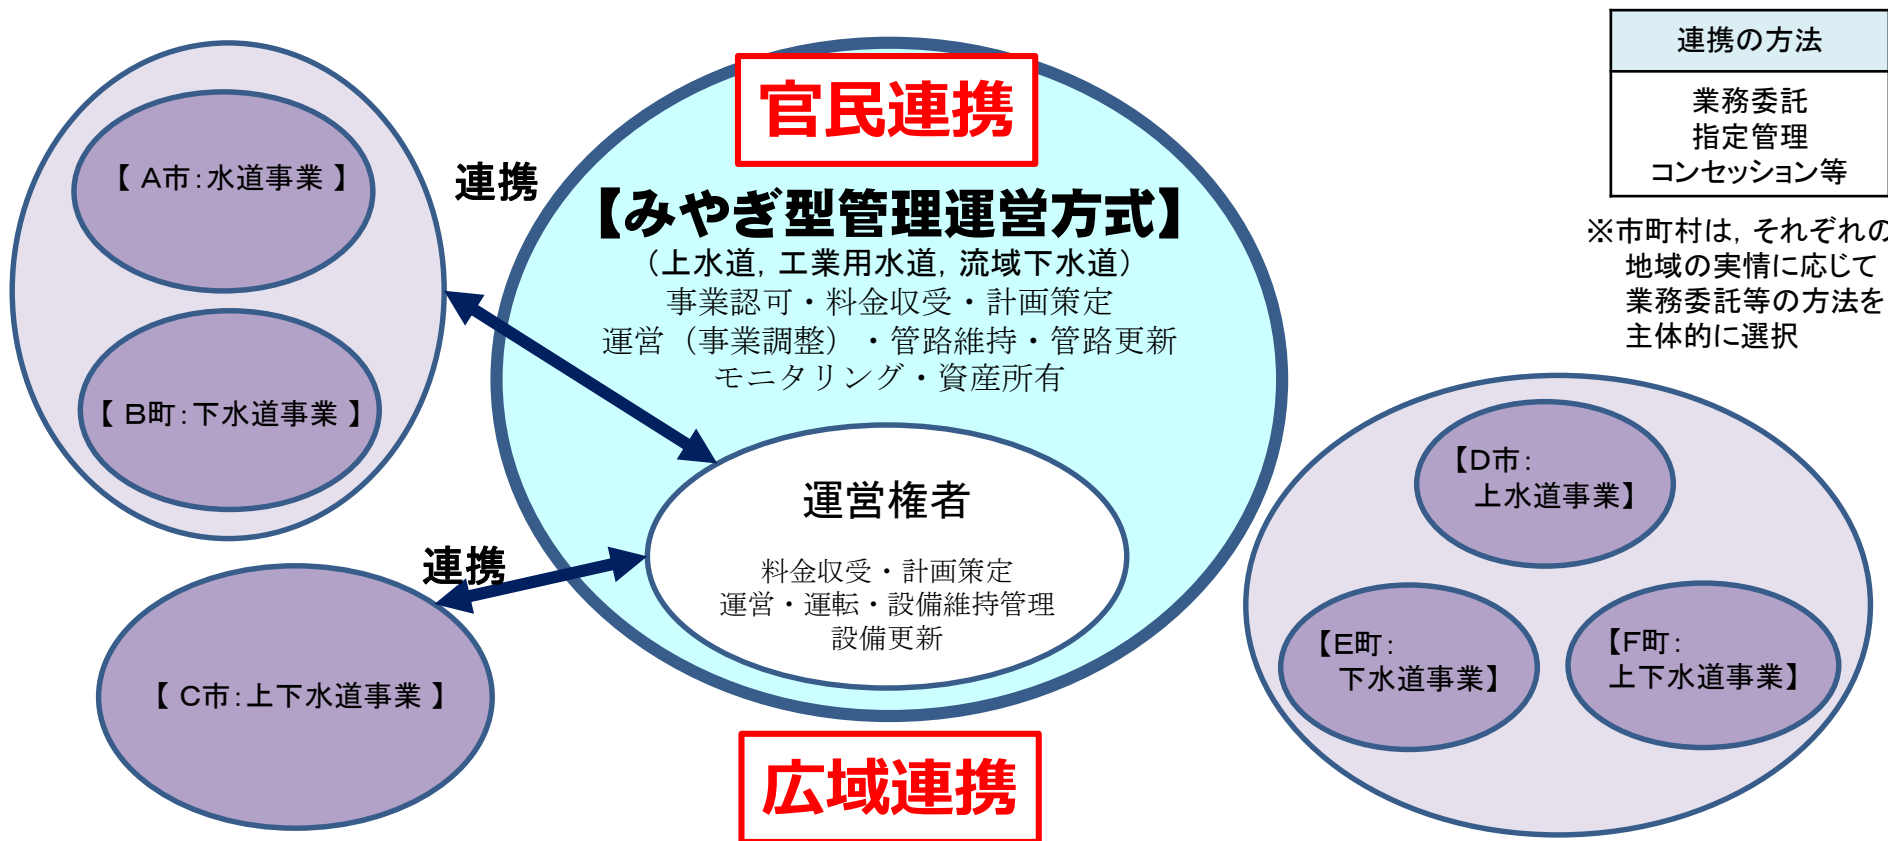 官民連携
【みやぎ型管理運営方式】
（上水道，工業用水道，流域下水道）
事業認可・料金収受・計画策定
運営（事業調整）・管路維持・管路更新
モニタリング・資産所有
運営権者
料金収受・計画策定
運営・運転・設備維持管理
設備更新
広域連携
連携
連携
【 A市：水道事業 】
【 B町：下水道事業 】
【 C市：上下水道事業 】
連携の方法
業務委託
指定管理
コンセッション等
※市町村は，それぞれの
地域の実情に応じて
業務委託等の方法を
主体的に選択
【D市：
上水道事業】
【E町：
下水道事業】
【F町：
上下水道事業】